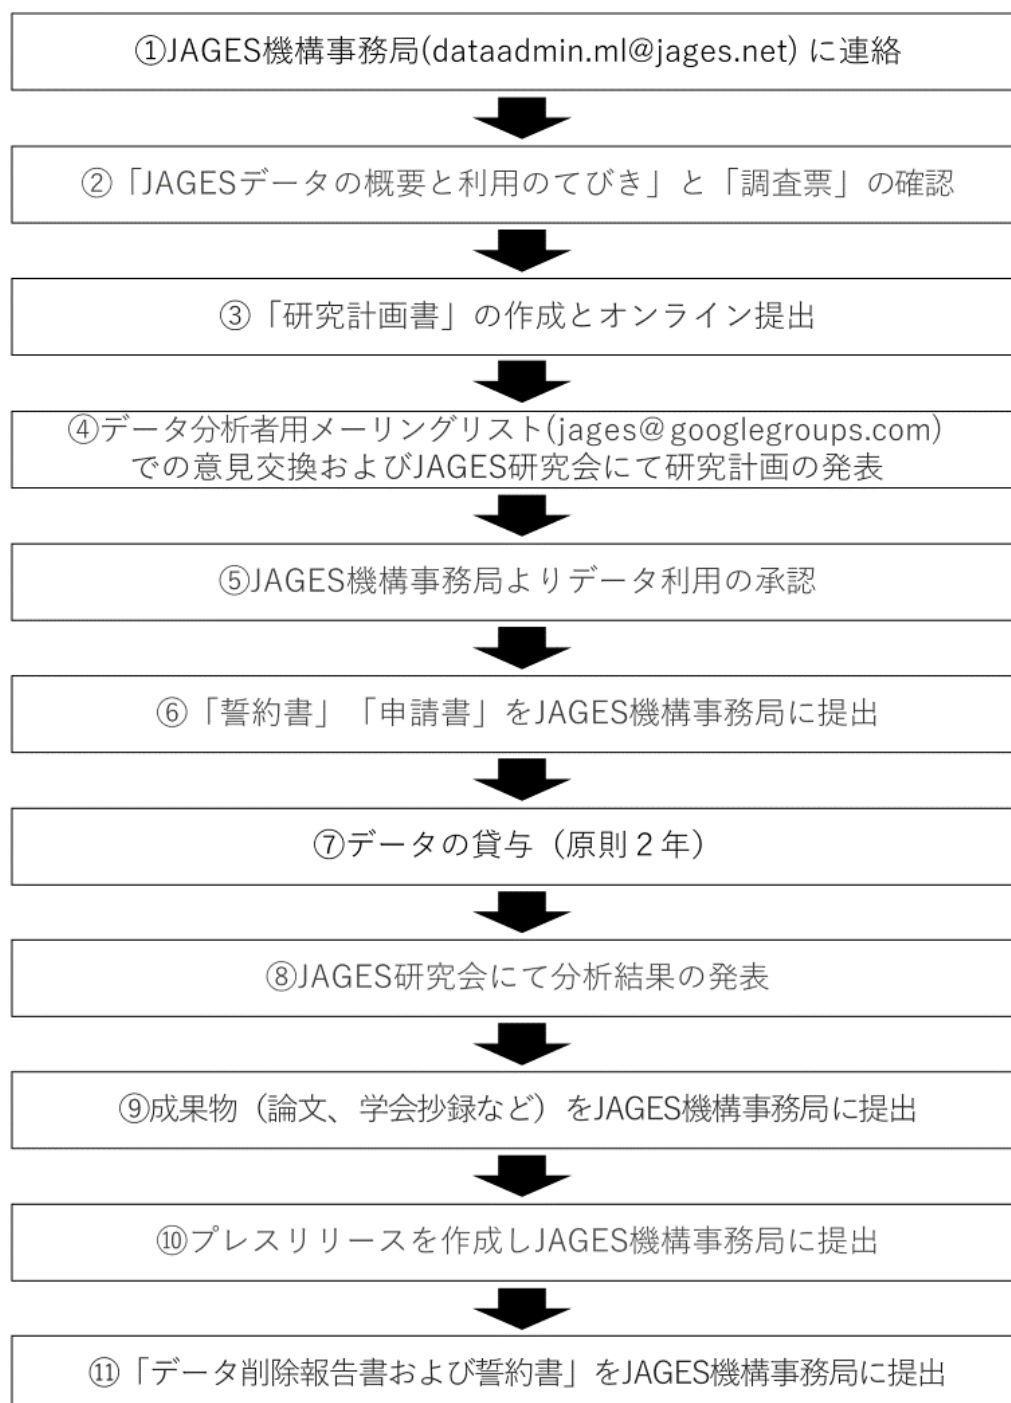 ①JAGES機構事務局(dataadmin.ml@jages.net) に連絡
②「JAGESデータの概要と利用のてびき」と「調査票」の確認
③「研究計画書」の作成とオンライン提出
④データ分析者用メーリングリスト(jages@googlegroups.com)
での意見交換およびJAGES研究会にて研究計画の発表
⑤JAGES機構事務局よりデータ利用の承認
⑥「誓約書」「申請書」をJAGES機構事務局に提出
⑦データの貸与（原則２年）
⑧JAGES研究会にて分析結果の発表
⑨成果物（論文、学会抄録など）をJAGES機構事務局に提出
⑩プレスリリースを作成しJAGES機構事務局に提出
⑪「データ削除報告書および誓約書」をJAGES機構事務局に提出